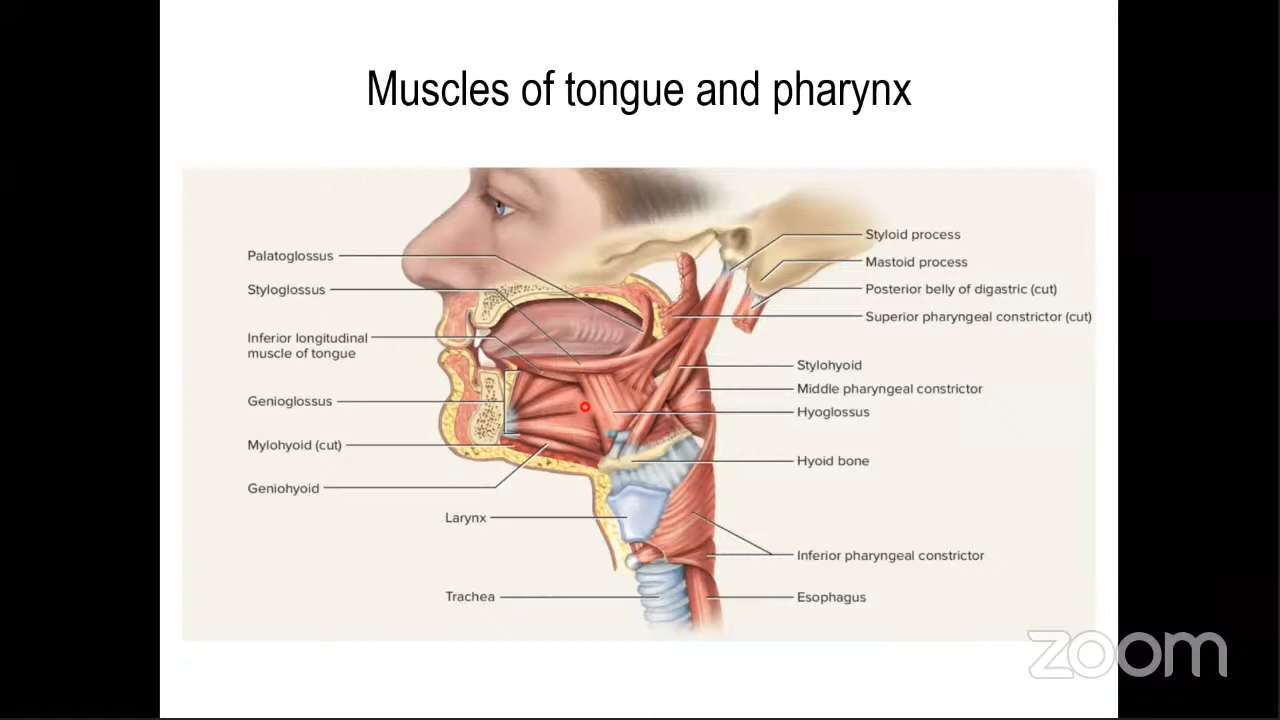 Muscles of tongue and pharynx
Palatoglossus
Styloglossus
Inferior longitudinal
muscle of tongue
Genioglossus
Mylohyoid (cut)
Geniohyoid
Larynx
Trachea
Styloid process
Mastoid process
Posterior belly of digastric (cut)
Superior pharyngeal constrictor (cut)
Stylohyoid
Middle pharyngeal constrictor
Hyoglossus
Hyoid bone
Inferior pharyngeal constrictor
Esophagus
zoom